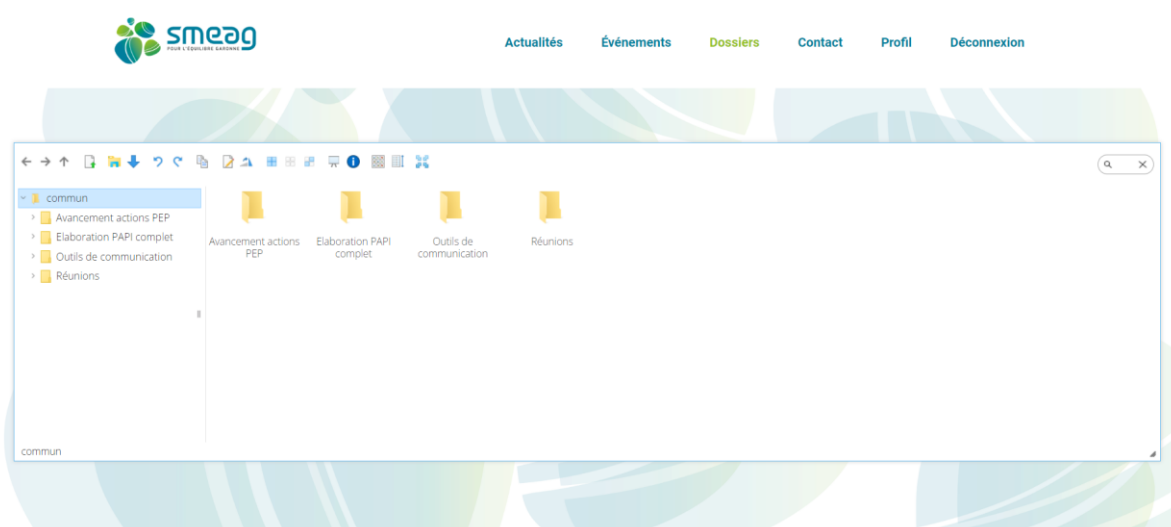 smeag
POUR L'ÉQUILIBRE GARONNE
Actualités Événements Dossiers Contact Profil Déconnexion
commun
Avancement actions PEP
Elaboration PAPI complet
Outils de communication
Réunions
Avancement actions
PEP
Elaboration PAPI
complet
Outils de
communication
Réunions
commun